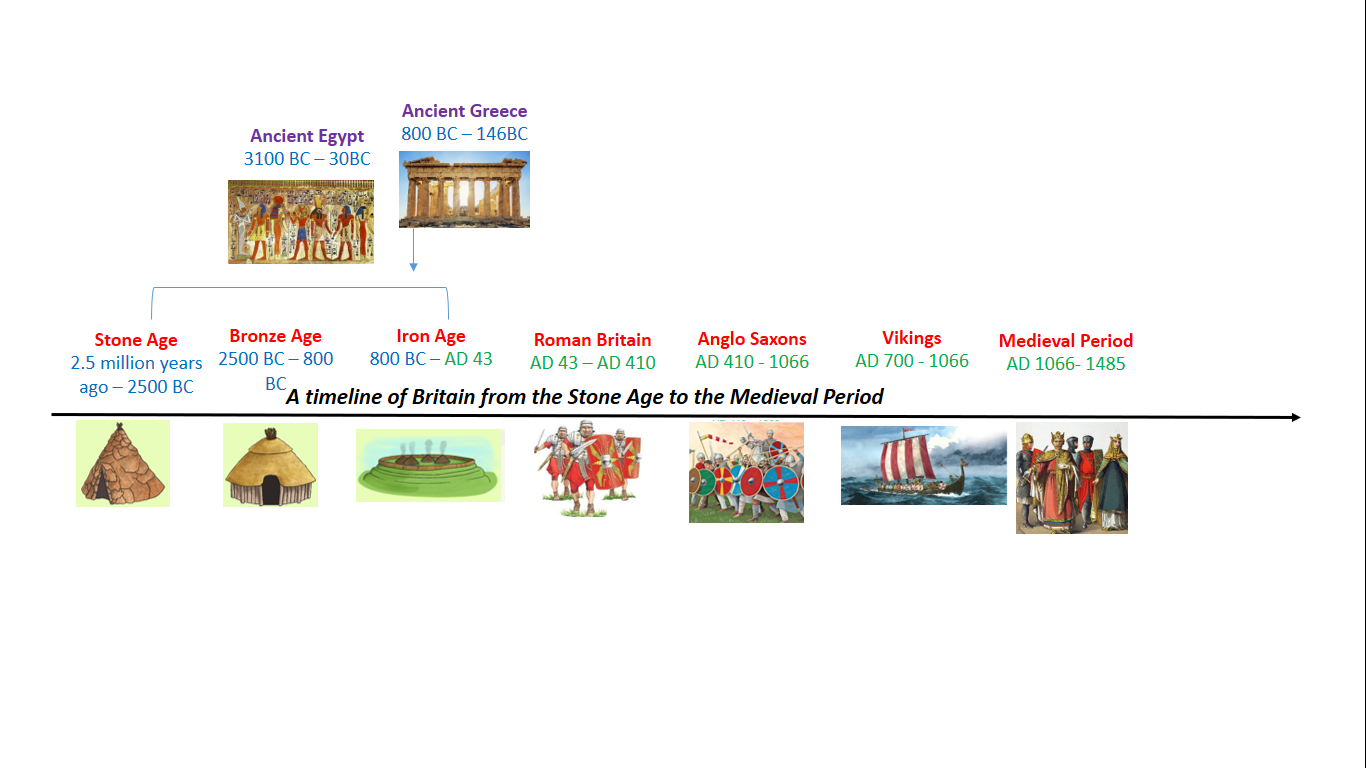 Ancient Greece
800 BC – 146BC
Ancient Egypt
3100 BC – 30BC
Stone Age
2.5 million years
ago – 2500 BC
Bronze Age
2500 BC – 800
BC
Iron Age
800 BC – AD 43
Roman Britain
AD 43 – AD 410
Anglo Saxons
AD 410 - 1066
Vikings
AD 700 - 1066
Medieval Period
AD 1066- 1485
A timeline of Britain from the Stone Age to the Medieval Period